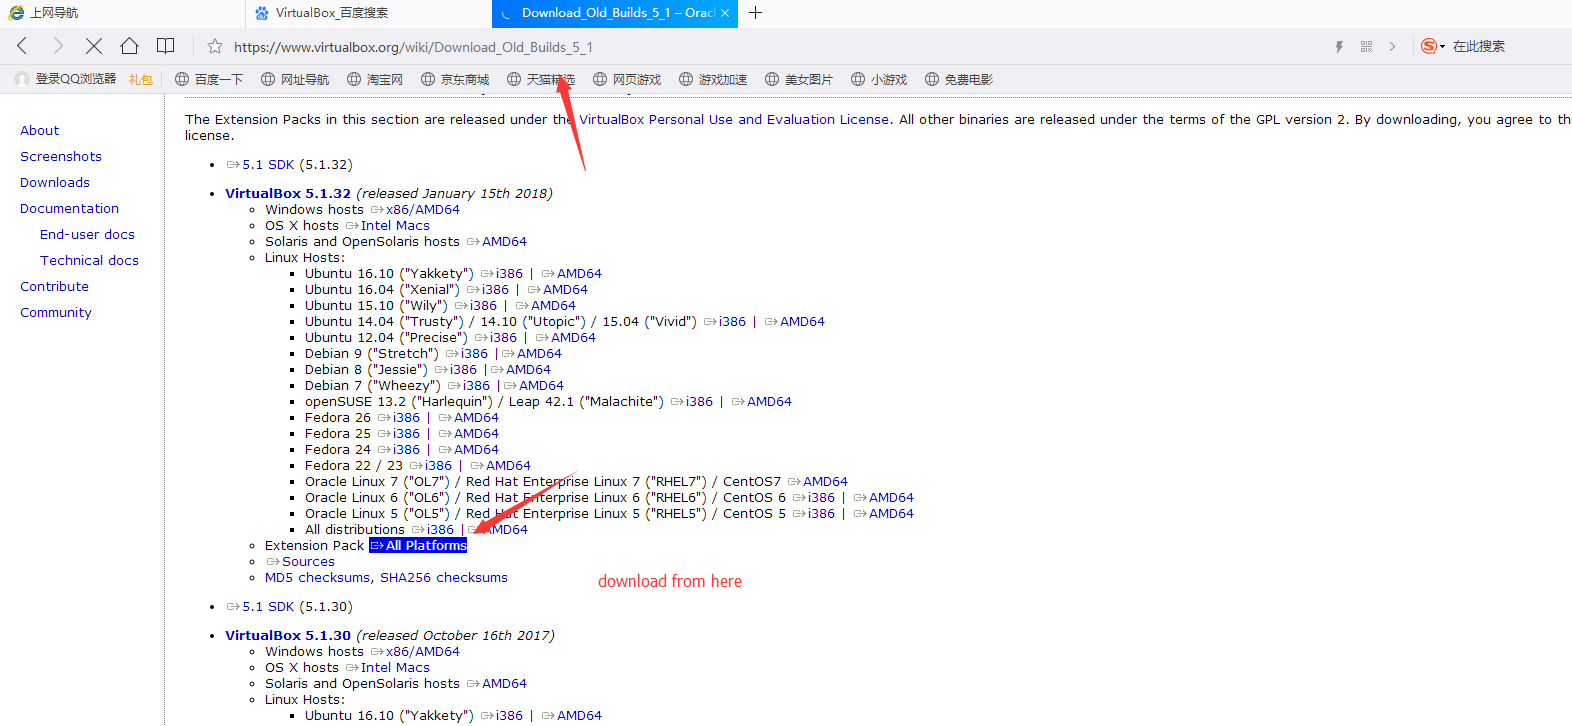 上网导航
VirtualBox_百度搜索
Download_Old_Builds_5_1 – Orac
https://www.virtualbox.org/wiki/Download_Old_Builds_5_1
在此搜索
登录QQ浏览器 礼包 百度一下 网址导航 淘宝网 京东商城 天猫精选 网页游戏 游戏加速 美女图片 小游戏 免费电影
About
Screenshots
Downloads
Documentation
End-user docs
Technical docs
Contribute
Community
The Extension Packs in this section are released under the VirtualBox Personal Use and Evaluation License. All other binaries are released under the terms of the GPL version 2. By downloading, you agree to th
license.
5.1 SDK (5.1.32)
VirtualBox 5.1.32 (released January 15th 2018)
Windows hosts x86/AMD64
OS X hosts Intel Macs
Solaris and OpenSolaris hosts AMD64
Linux Hosts:
Ubuntu 16.10 ("Yakkety") i386 | AMD64
Ubuntu 16.04 ("Xenial") i386 | AMD64
Ubuntu 15.10 ("Wily") i386 | AMD64
Ubuntu 14.04 ("Trusty") / 14.10 ("Utopic") / 15.04 ("Vivid") i386 | AMD64
Ubuntu 12.04 ("Precise") i386 | AMD64
Debian 9 ("Stretch") i386 | AMD64
Debian 8 ("Jessie") i386 | AMD64
Debian 7 ("Wheezy") i386 | AMD64
openSUSE 13.2 ("Harlequin") / Leap 42.1 ("Malachite") i386 | AMD64
Fedora 26 i386 | AMD64
Fedora 25 i386 | AMD64
Fedora 24 i386 | AMD64
Fedora 22 / 23 i386 | AMD64
Oracle Linux 7 ("OL7") / Red Hat Enterprise Linux 7 ("RHEL7") / CentOS7 AMD64
Oracle Linux 6 ("OL6") / Red Hat Enterprise Linux 6 ("RHEL6") / CentOS 6 i386 | AMD64
Oracle Linux 5 ("OL5") / Red Hat Enterprise Linux 5 ("RHEL5") / CentOS 5 i386 | AMD64
All distributions i386 | AMD64
Extension Pack All Platforms
Sources
MD5 checksums, SHA256 checksums
download from here
5.1 SDK (5.1.30)
VirtualBox 5.1.30 (released October 16th 2017)
Windows hosts x86/AMD64
OS X hosts Intel Macs
Solaris and OpenSolaris hosts AMD64
Linux Hosts:
Ubuntu 16.10 ("Yakkety") i386 | AMD64